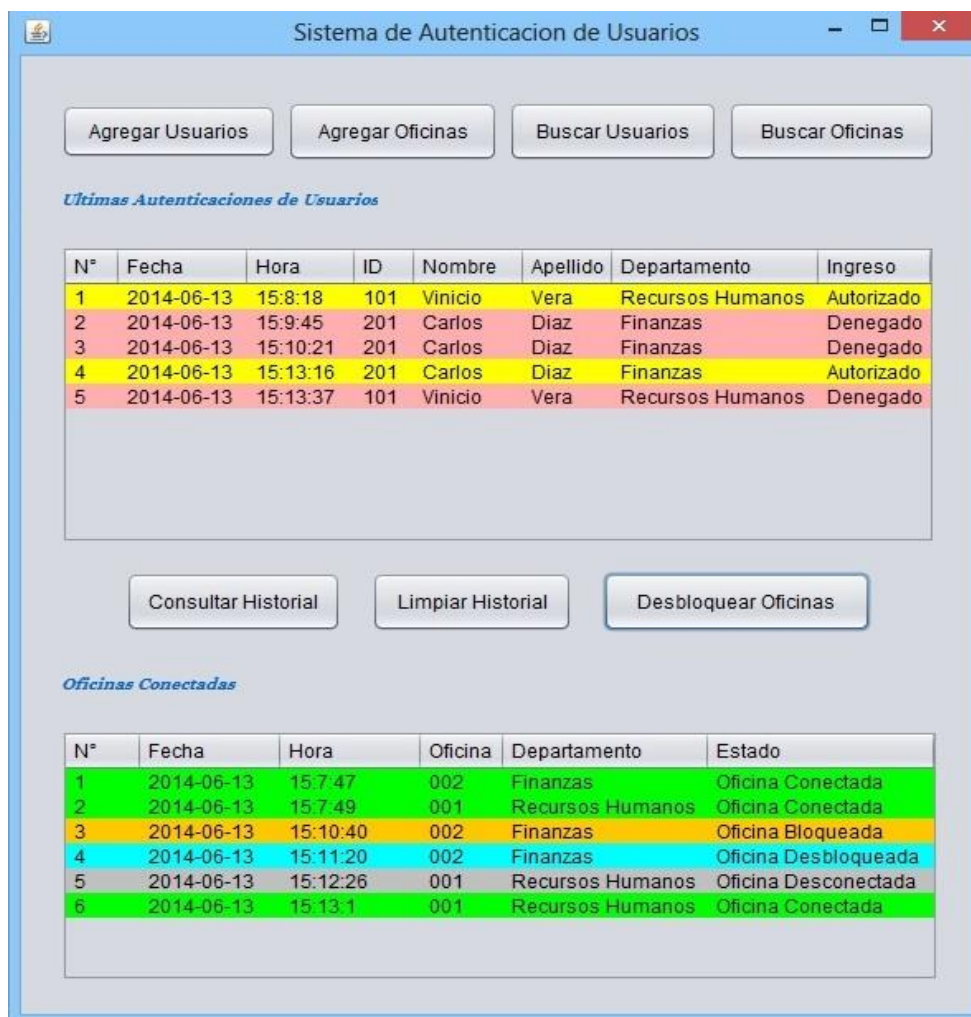 Sistema de Autenticacion de Usuarios
Agregar Usuarios Agregar Oficinas Buscar Usuarios Buscar Oficinas
Ultimas Autenticaciones de Usuarios
N° Fecha Hora ID Nombre Apellido Departamento Ingreso
1 2014-06-13 15:8:18 101 Vinicio Vera Recursos Humanos Autorizado
2 2014-06-13 15:9:45 201 Carlos Diaz Finanzas Denegado
3 2014-06-13 15:10:21 201 Carlos Diaz Finanzas Denegado
4 2014-06-13 15:13:16 201 Carlos Diaz Finanzas Autorizado
5 2014-06-13 15:13:37 101 Vinicio Vera Recursos Humanos Denegado
Consultar Historial Limpiar Historial Desbloquear Oficinas
Oficinas Conectadas
N° Fecha Hora Oficina Departamento Estado
1 2014-06-13 15:7:47 002 Finanzas Oficina Conectada
2 2014-06-13 15:7:49 001 Recursos Humanos Oficina Conectada
3 2014-06-13 15:10:40 002 Finanzas Oficina Bloqueada
4 2014-06-13 15:11:20 002 Finanzas Oficina Desbloqueada
5 2014-06-13 15:12:26 001 Recursos Humanos Oficina Desconectada
6 2014-06-13 15:13:1 001 Recursos Humanos Oficina Conectada